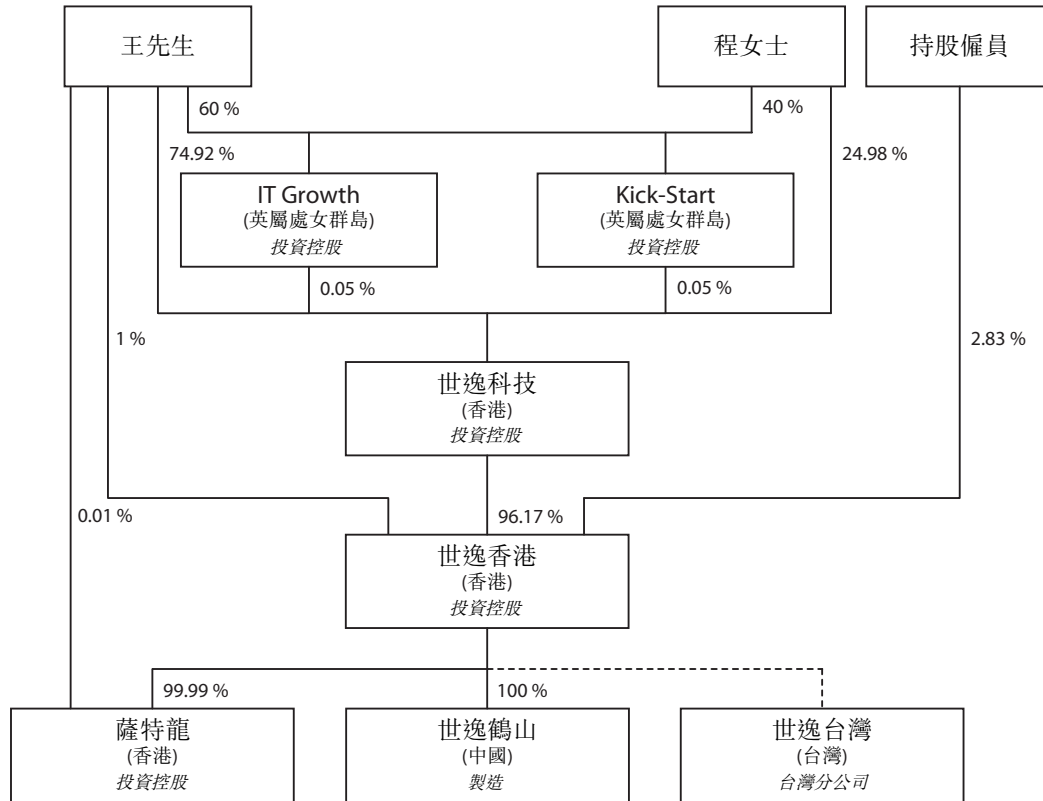 王先生
程女士
持股僱員
60 %
40 %
74.92 %
24.98 %
IT Growth
(英屬處女群島)
投資控股
Kick-Start
(英屬處女群島)
投資控股
0.05 %
0.05 %
1 %
2.83 %
世逸科技
(香港)
投資控股
0.01 %
96.17 %
世逸香港
(香港)
投資控股
99.99 %
100 %
薩特龍
(香港)
投資控股
世逸鶴山
(中國)
製造
世逸台灣
(台灣)
台灣分公司